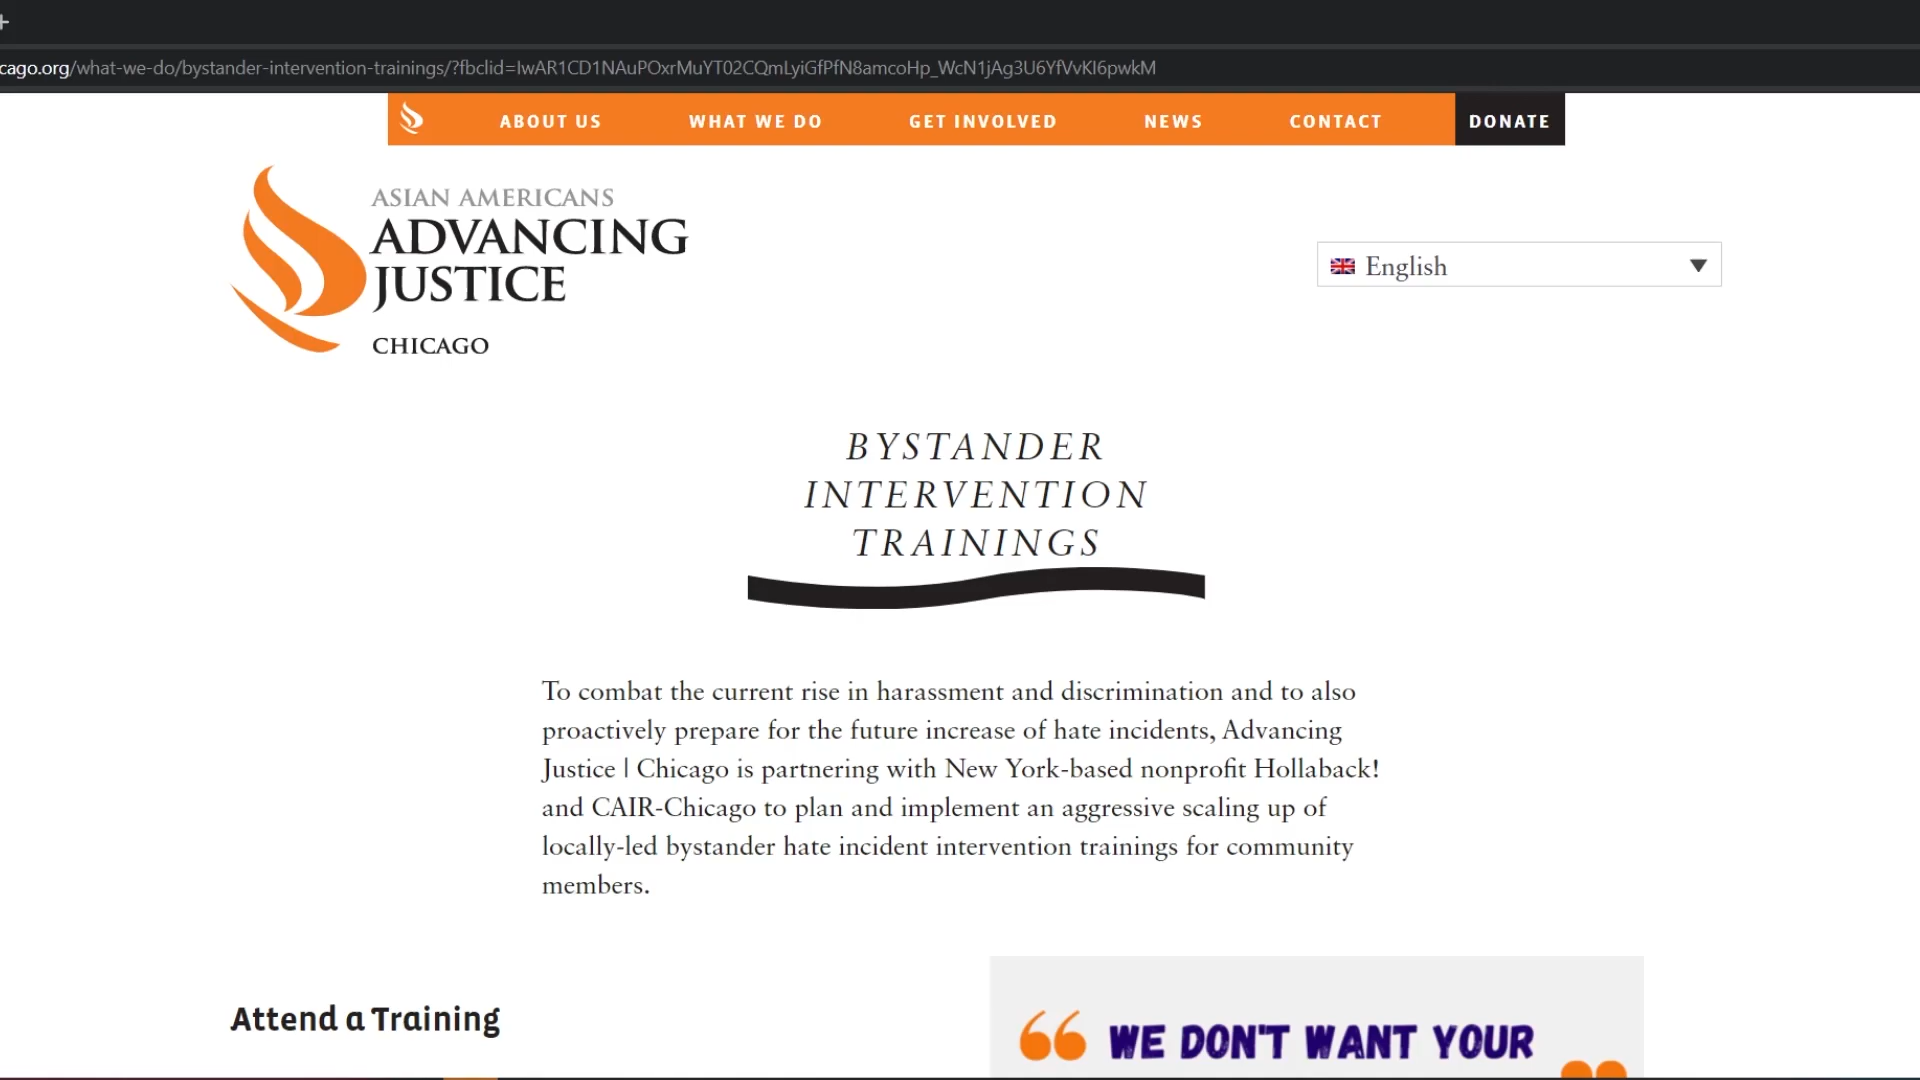 cago.org/what-we-do/bystander-intervention-trainings/?fbclid=IwAR1CD1NAuPOxrMuYT02CQmLyiGfPfN8amcoHp_WcN1jAg3U6YfVvKI6pwkM
ABOUT US WHAT WE DO GET INVOLVED NEWS CONTACT DONATE
ASIAN AMERICANS
ADVANCING
JUSTICE
CHICAGO
English
BYSTANDER
INTERVENTION
TRAININGS
To combat the current rise in harassment and discrimination and to also
proactively prepare for the future increase of hate incidents, Advancing
Justice | Chicago is partnering with New York-based nonprofit Hollaback!
and CAIR-Chicago to plan and implement an aggressive scaling up of
locally-led bystander hate incident intervention trainings for community
members.
Attend a Training
“ WE DON'T WANT YOUR